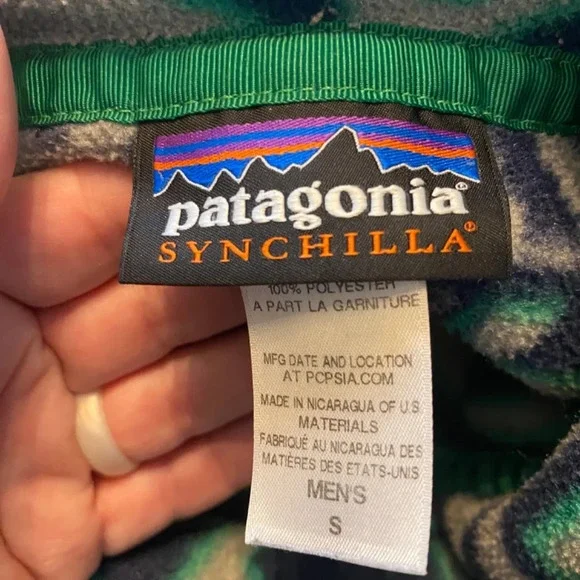 patagonia®
SYNCHILLA®
100% POLYESTER
A PART LA GARNITURE
MFG DATE AND LOCATION
AT PCPSIA.COM
MADE IN NICARAGUA OF U.S.
MATERIALS
FABRIQUÉ AU NICARAGUA DES
MATIÈRES DES ETATS-UNIS
MEN'S
S